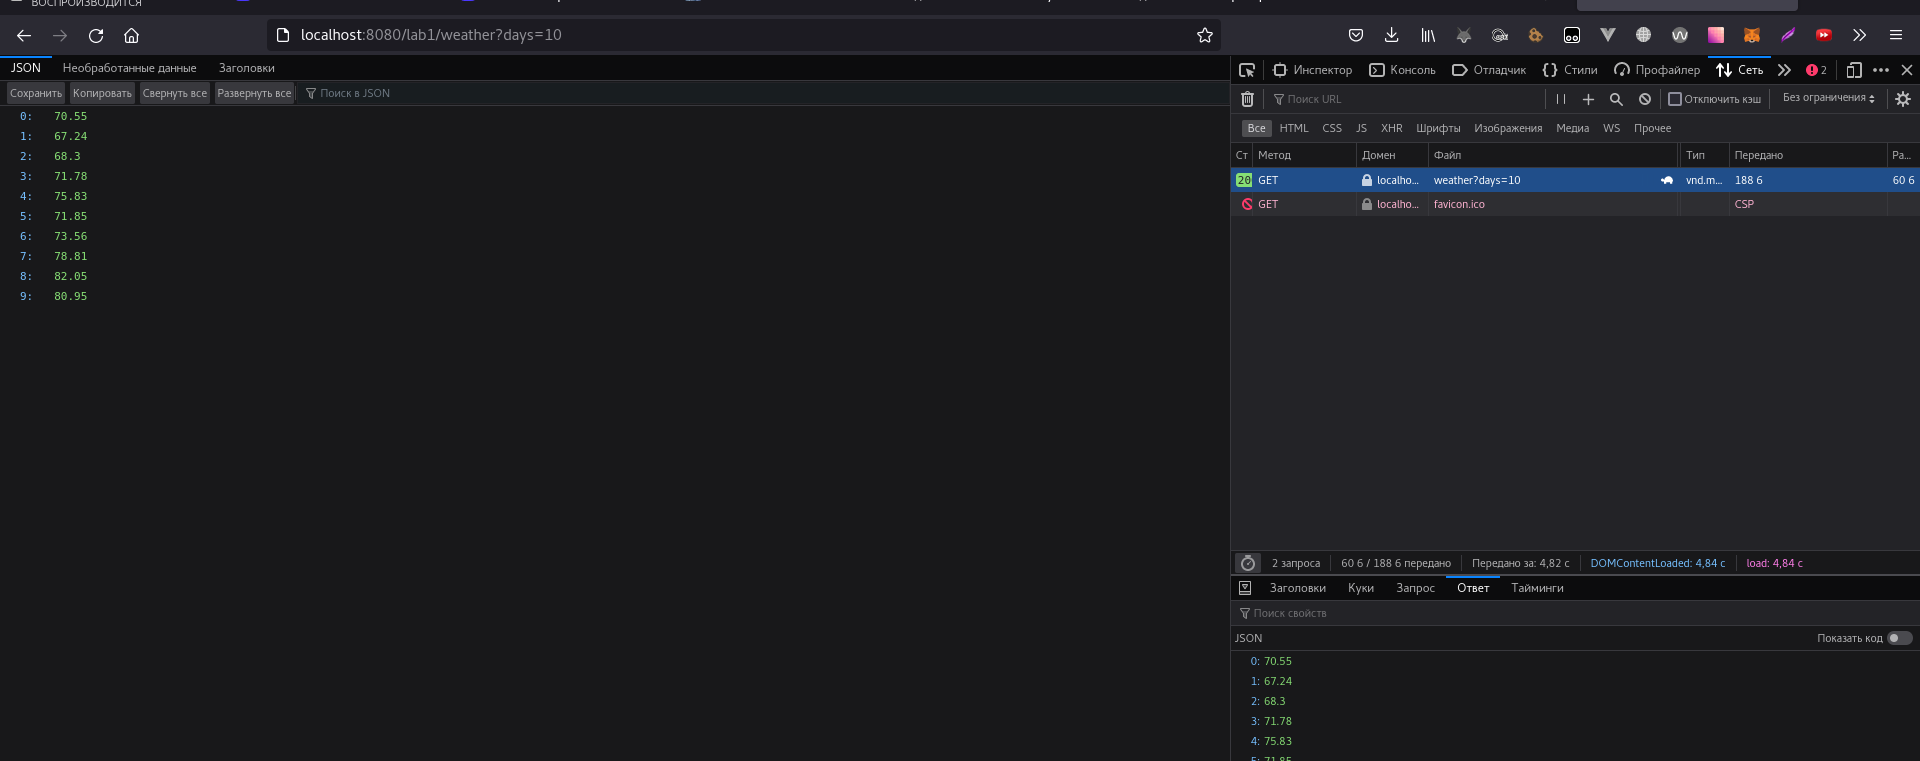 ВОСПРОИЗВОДИТСЯ
localhost:8080/lab1/weather?days=10
JSON Необработанные данные Заголовки
Сохранить Копировать Свернуть все Развернуть все Поиск в JSON
0: 70.55
1: 67.24
2: 68.3
3: 71.78
4: 75.83
5: 71.85
6: 73.56
7: 78.81
8: 82.05
9: 80.95
Инспектор Консоль Отладчик Стили Профайлер Сеть 2
Поиск URL Отключить кэш Без ограничения
Все HTML CSS JS XHR Шрифты Изображения Медиа WS Прочее
Ст Метод Домен Файл Тип Передано Ра...
20 GET localho... weather?days=10 vnd.m... 188 б 60 б
GET localho... favicon.ico CSP
2 запроса 60 б / 188 б передано Передано за: 4,82 с DOMContentLoaded: 4,84 с load: 4,84 с
Заголовки Куки Запрос Ответ Тайминги
Поиск свойств
JSON Показать код
0: 70.55
1: 67.24
2: 68.3
3: 71.78
4: 75.83
5: 71.85